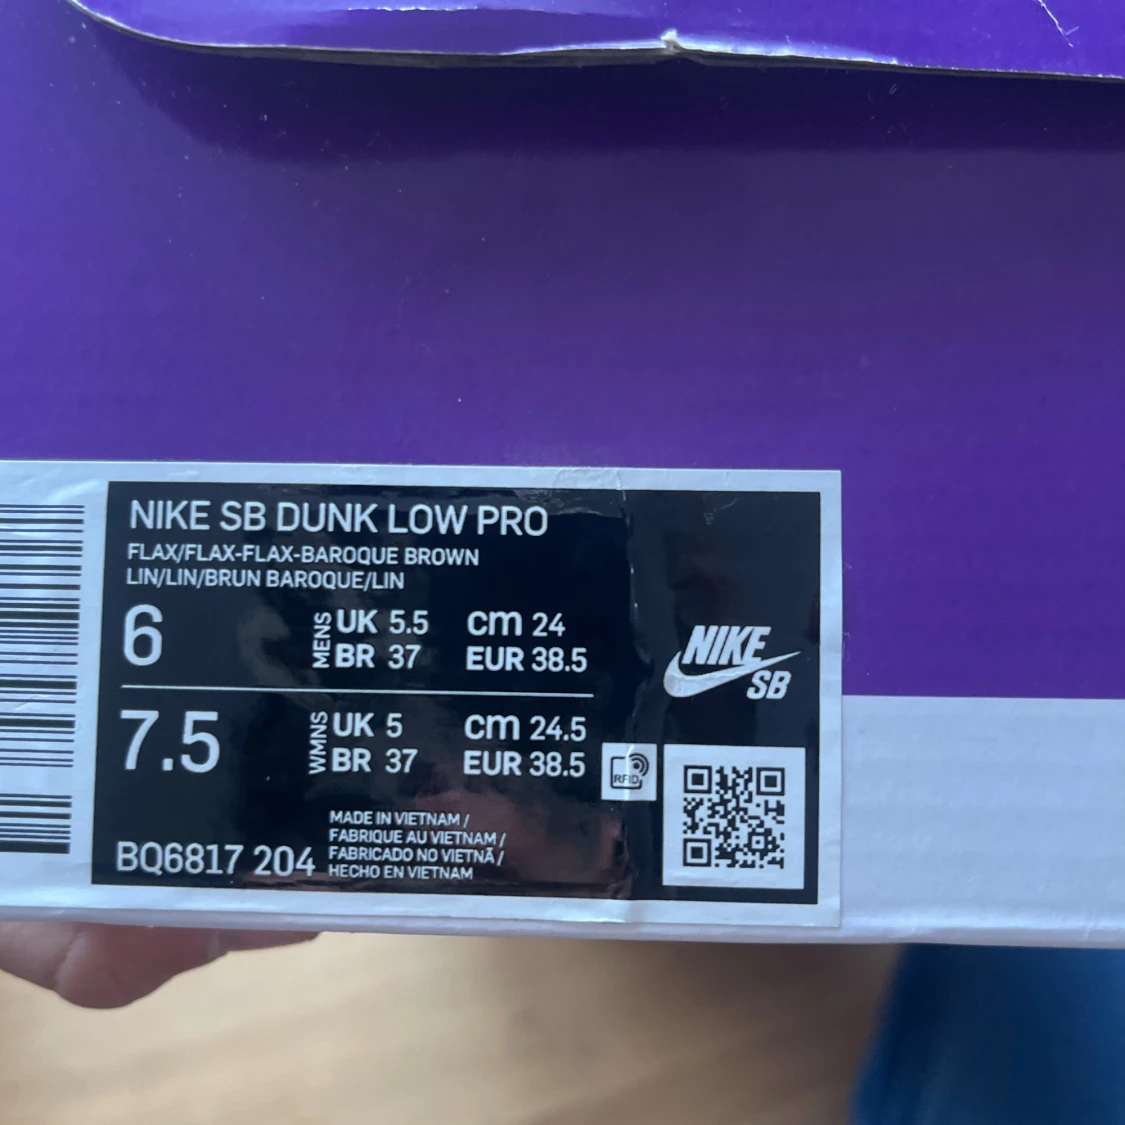 NIKE SB DUNK LOW PRO
FLAX/FLAX-FLAX-BAROQUE BROWN
LIN/LIN/BRUN BAROQUE/LIN
6
MENS
UK 5.5 cm 24
BR 37 EUR 38.5
7.5
WMNS
UK 5 cm 24.5
BR 37 EUR 38.5
NIKE
SB
RFID
BQ6817 204
MADE IN VIETNAM /
FABRIQUE AU VIETNAM /
FABRICADO NO VIETNÃ /
HECHO EN VIETNAM